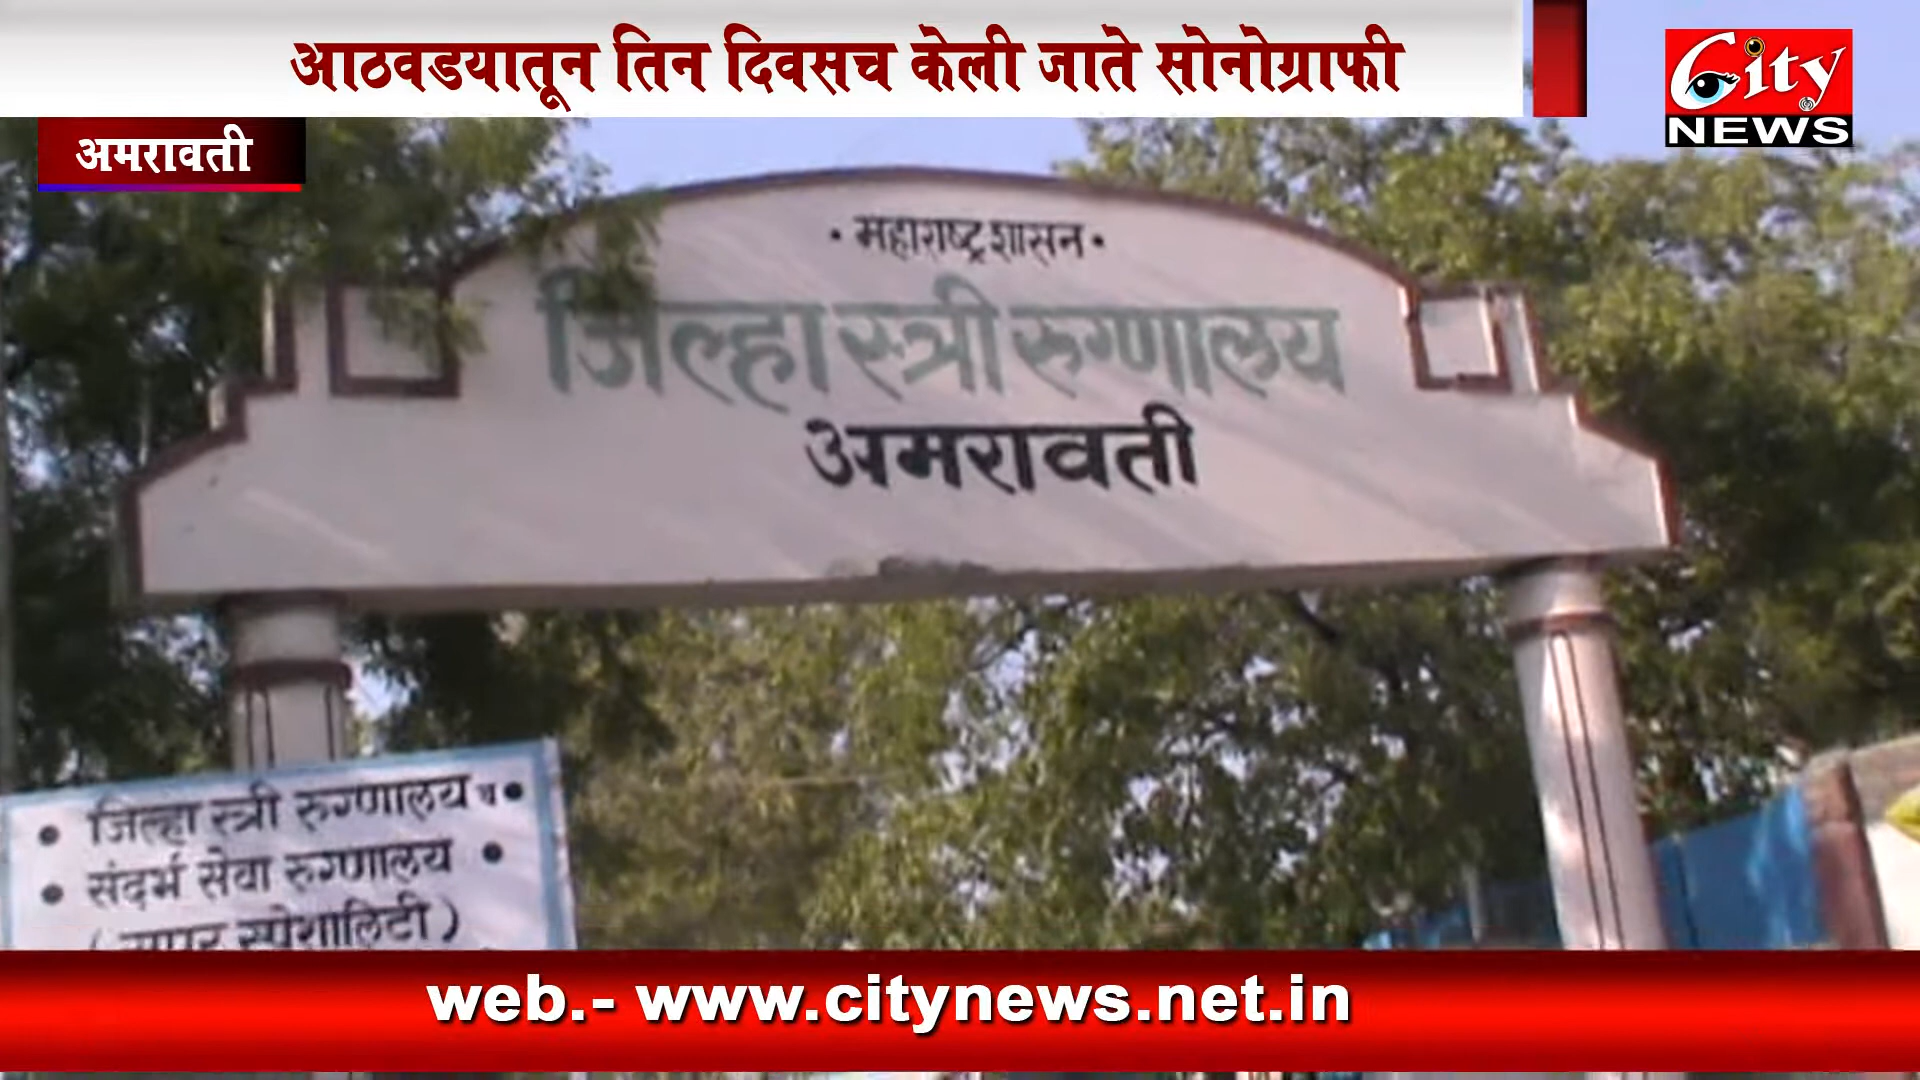 आठवडयातून तिन दिवसच केली जाते सोनोग्राफी
City
NEWS
अमरावती
• महाराष्ट्र शासन •
जिल्हा स्त्री रुग्णालय
अमरावती
• जिल्हा स्त्री रुग्णालय व •
• संदर्भ सेवा रुग्णालय •
(सुपर स्पेशालिटी)
web.- www.citynews.net.in